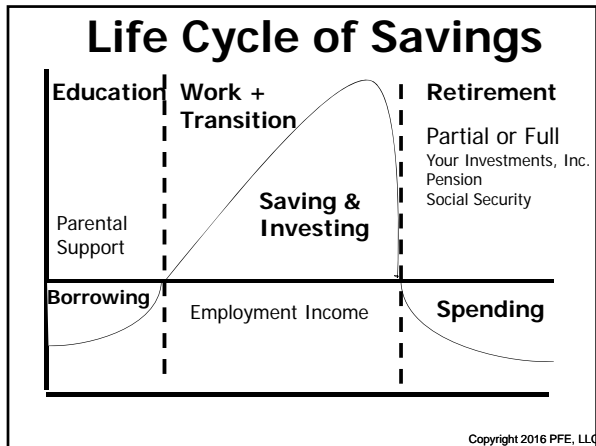 Life Cycle of Savings
Education
Work +
Transition
Retirement
Partial or Full
Your Investments, Inc.
Pension
Social Security
Saving &
Investing
Parental
Support
Borrowing
Employment Income
Spending
Copyright 2016 PFE, LLC